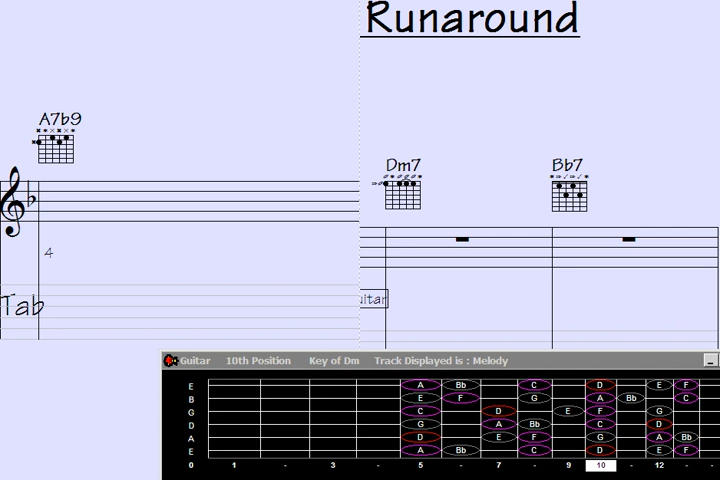 Runaround
A7b9
Dm7 Bb7
4
Tab
uitar
Guitar 10th Position Key of Dm Track Displayed is : Melody
E A Bb C D E F
B E F G A Bb C
G C D E F G
D G A Bb C D
A D E F G A Bb
E A Bb C D E F
0 1 - 3 - 5 - 7 - 9 10 - 12 - -